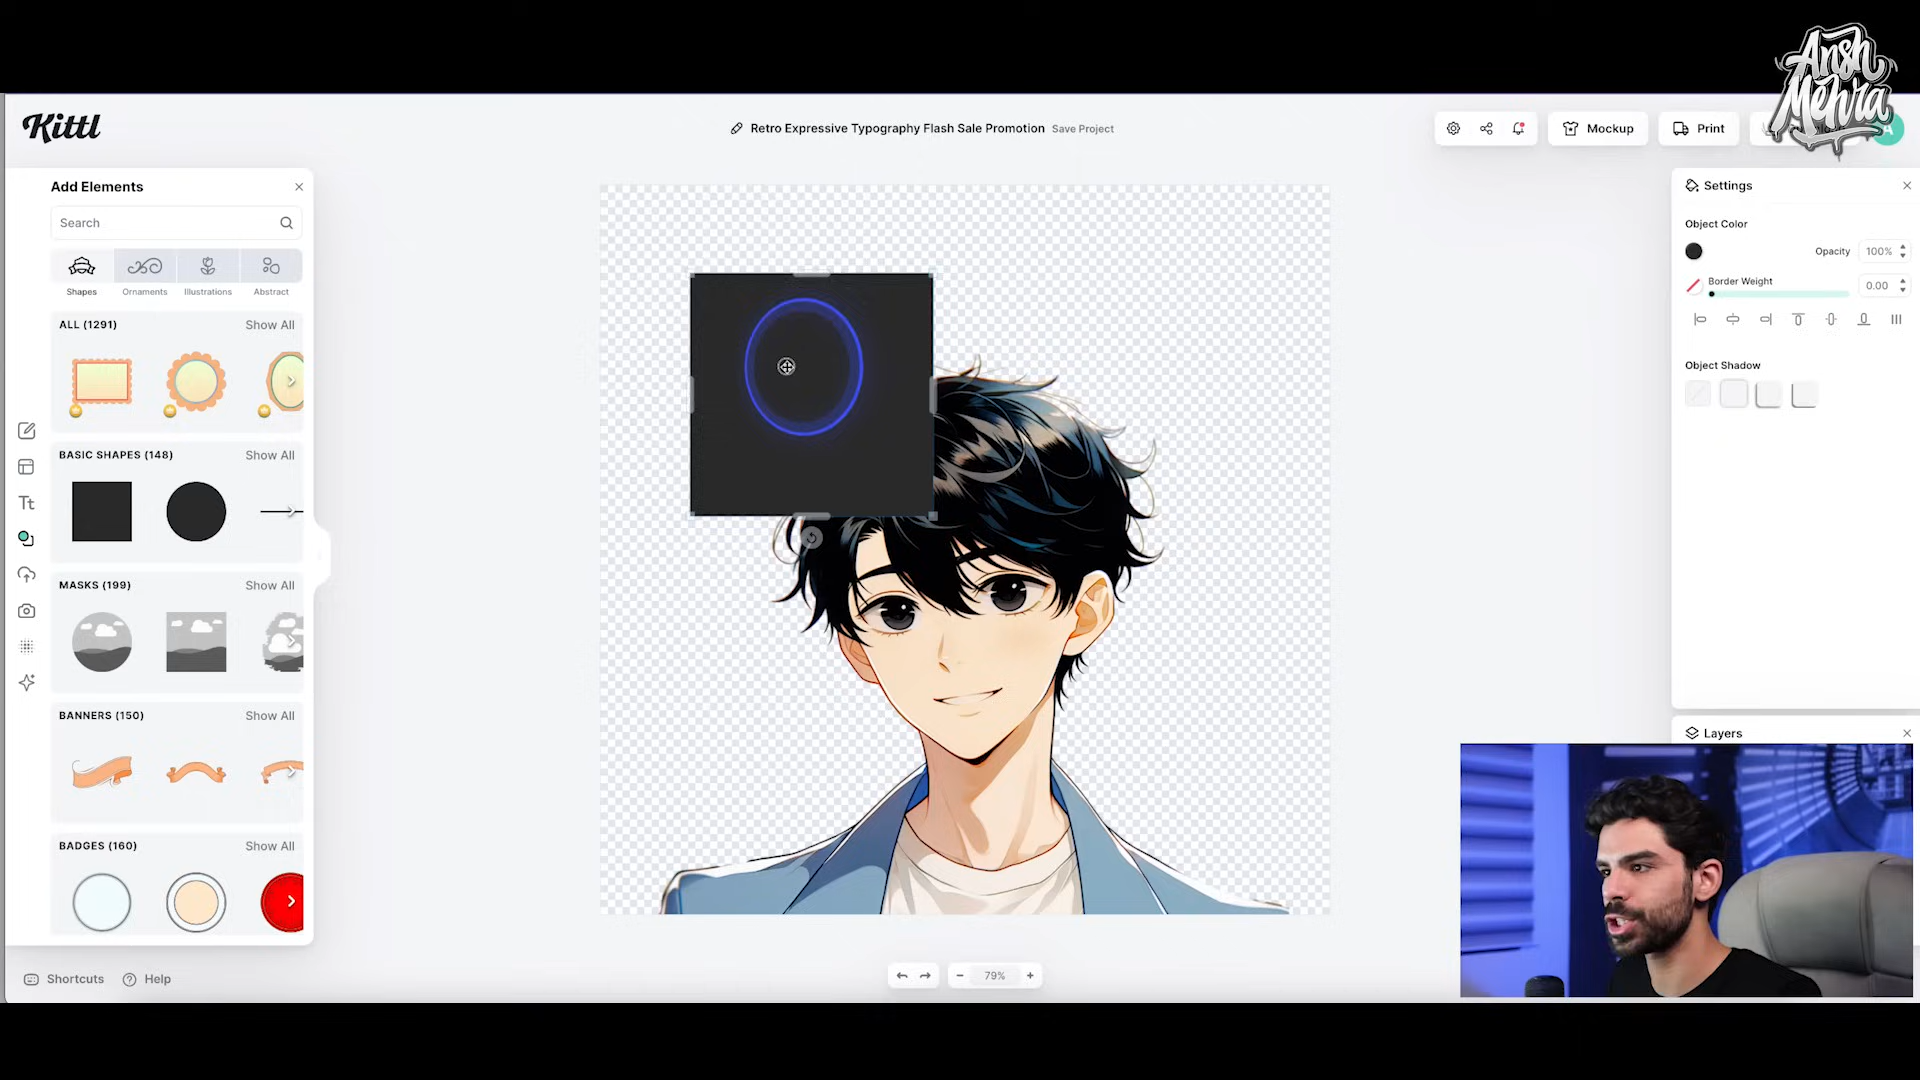 Ansh
Mehra
Kittl
Retro Expressive Typography Flash Sale Promotion Save Project
Mockup
Print
Add Elements
Search
Shapes
Ornaments
Illustrations
Abstract
ALL (1291)
Show All
BASIC SHAPES (148)
Show All
MASKS (199)
Show All
BANNERS (150)
Show All
BADGES (160)
Show All
Tt
Settings
Object Color
Opacity
100%
Border Weight
0.00
Object Shadow
Layers
Shortcuts
Help
79%